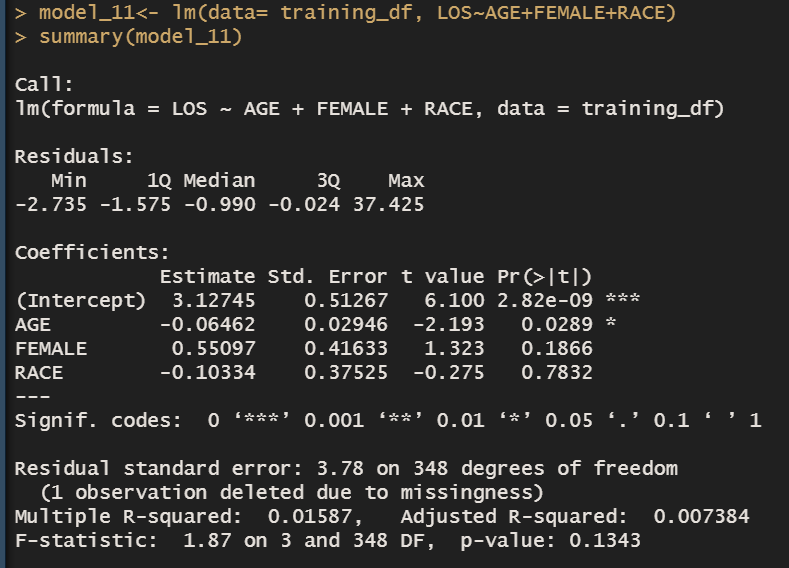 > model_11<- lm(data= training_df, LOS~AGE+FEMALE+RACE)
> summary(model_11)

Call:
lm(formula = LOS ~ AGE + FEMALE + RACE, data = training_df)

Residuals:
   Min     1Q Median     3Q    Max
-2.735 -1.575 -0.990 -0.024 37.425

Coefficients:
            Estimate Std. Error t value Pr(>|t|)
(Intercept)  3.12745    0.51267   6.100 2.82e-09 ***
AGE         -0.06462    0.02946  -2.193   0.0289 *
FEMALE       0.55097    0.41633   1.323   0.1866
RACE        -0.10334    0.37525  -0.275   0.7832
---
Signif. codes:  0 ‘***’ 0.001 ‘**’ 0.01 ‘*’ 0.05 ‘.’ 0.1 ‘ ’ 1

Residual standard error: 3.78 on 348 degrees of freedom
  (1 observation deleted due to missingness)
Multiple R-squared:  0.01587,	Adjusted R-squared:  0.007384
F-statistic:  1.87 on 3 and 348 DF,  p-value: 0.1343